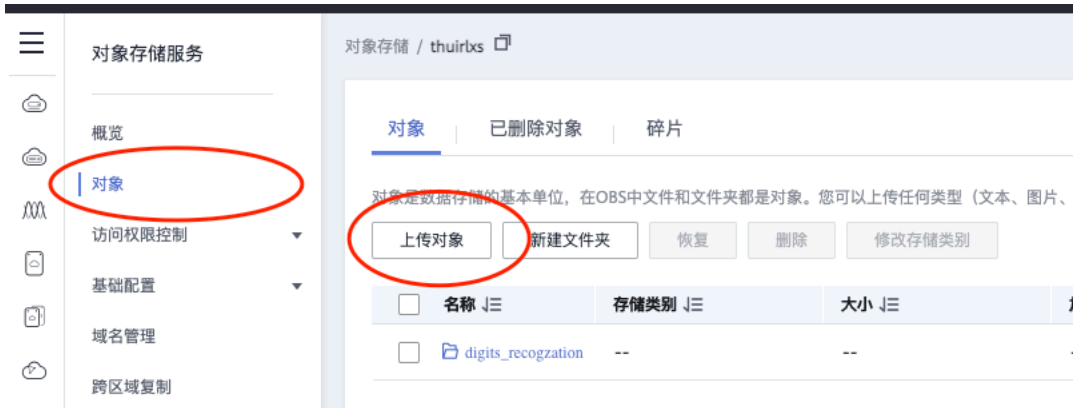 对象存储服务
概览
对象
访问权限控制
基础配置
域名管理
跨区域复制
对象存储 / thuirlxs
对象
已删除对象
碎片
对象是数据存储的基本单位，在OBS中文件和文件夹都是对象。您可以上传任何类型（文本、图片、
上传对象
新建文件夹
恢复
删除
修改存储类别
名称 存储类别 大小
digits_recogzation -- --